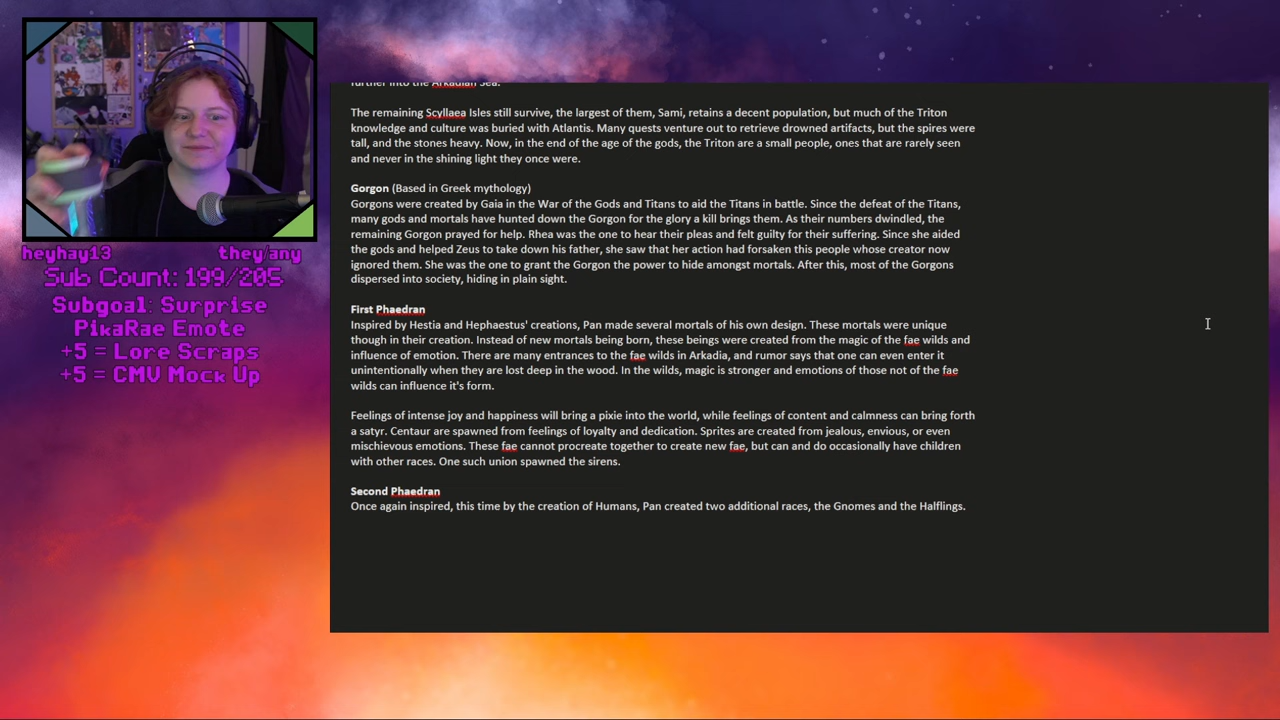 heyhay13 they/any
Sub Count: 199/205
Subgoal: Surprise
PikaRae Emote
+5 = Lore Scraps
+5 = CMV Mock Up
further into the Arkadian Sea.
The remaining Scyllaea Isles still survive, the largest of them, Sami, retains a decent population, but much of the Triton
knowledge and culture was buried with Atlantis. Many quests venture out to retrieve drowned artifacts, but the spires were
tall, and the stones heavy. Now, in the end of the age of the gods, the Triton are a small people, ones that are rarely seen
and never in the shining light they once were.
Gorgon (Based in Greek mythology)
Gorgons were created by Gaia in the War of the Gods and Titans to aid the Titans in battle. Since the defeat of the Titans,
many gods and mortals have hunted down the Gorgon for the glory a kill brings them. As their numbers dwindled, the
remaining Gorgon prayed for help. Rhea was the one to hear their pleas and felt guilty for their suffering. Since she aided
the gods and helped Zeus to take down his father, she saw that her action had forsaken this people whose creator now
ignored them. She was the one to grant the Gorgon the power to hide amongst mortals. After this, most of the Gorgons
dispersed into society, hiding in plain sight.
First Phaedran
Inspired by Hestia and Hephaestus' creations, Pan made several mortals of his own design. These mortals were unique
though in their creation. Instead of new mortals being born, these beings were created from the magic of the fae wilds and
influence of emotion. There are many entrances to the fae wilds in Arkadia, and rumor says that one can even enter it
unintentionally when they are lost deep in the wood. In the wilds, magic is stronger and emotions of those not of the fae
wilds can influence it's form.
Feelings of intense joy and happiness will bring a pixie into the world, while feelings of content and calmness can bring forth
a satyr. Centaur are spawned from feelings of loyalty and dedication. Sprites are created from jealous, envious, or even
mischievous emotions. These fae cannot procreate together to create new fae, but can and do occasionally have children
with other races. One such union spawned the sirens.
Second Phaedran
Once again inspired, this time by the creation of Humans, Pan created two additional races, the Gnomes and the Halflings.